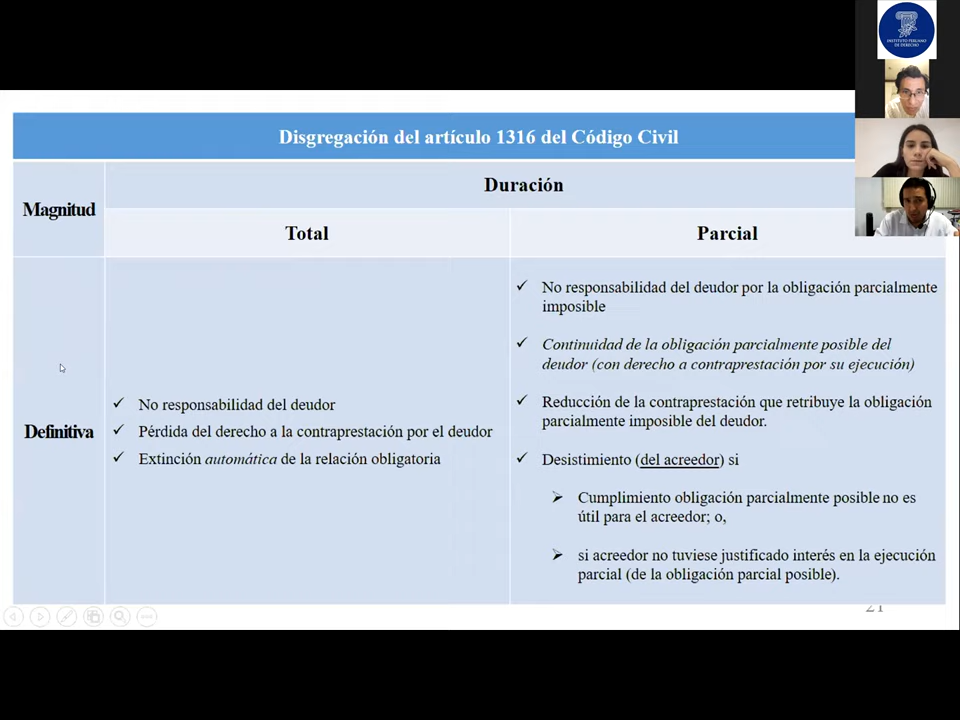 INSTITUTO PERUANO
DE DERECHO
Disgregación del artículo 1316 del Código Civil
Magnitud
Duración
Total
Parcial
Definitiva
✓ No responsabilidad del deudor
✓ Pérdida del derecho a la contraprestación por el deudor
✓ Extinción automática de la relación obligatoria
✓ No responsabilidad del deudor por la obligación parcialmente
imposible
✓ Continuidad de la obligación parcialmente posible del
deudor (con derecho a contraprestación por su ejecución)
✓ Reducción de la contraprestación que retribuye la obligación
parcialmente imposible del deudor.
✓ Desistimiento (del acreedor) si
➢ Cumplimiento obligación parcialmente posible no es
útil para el acreedor; o,
➢ si acreedor no tuviese justificado interés en la ejecución
parcial (de la obligación parcial posible).
21